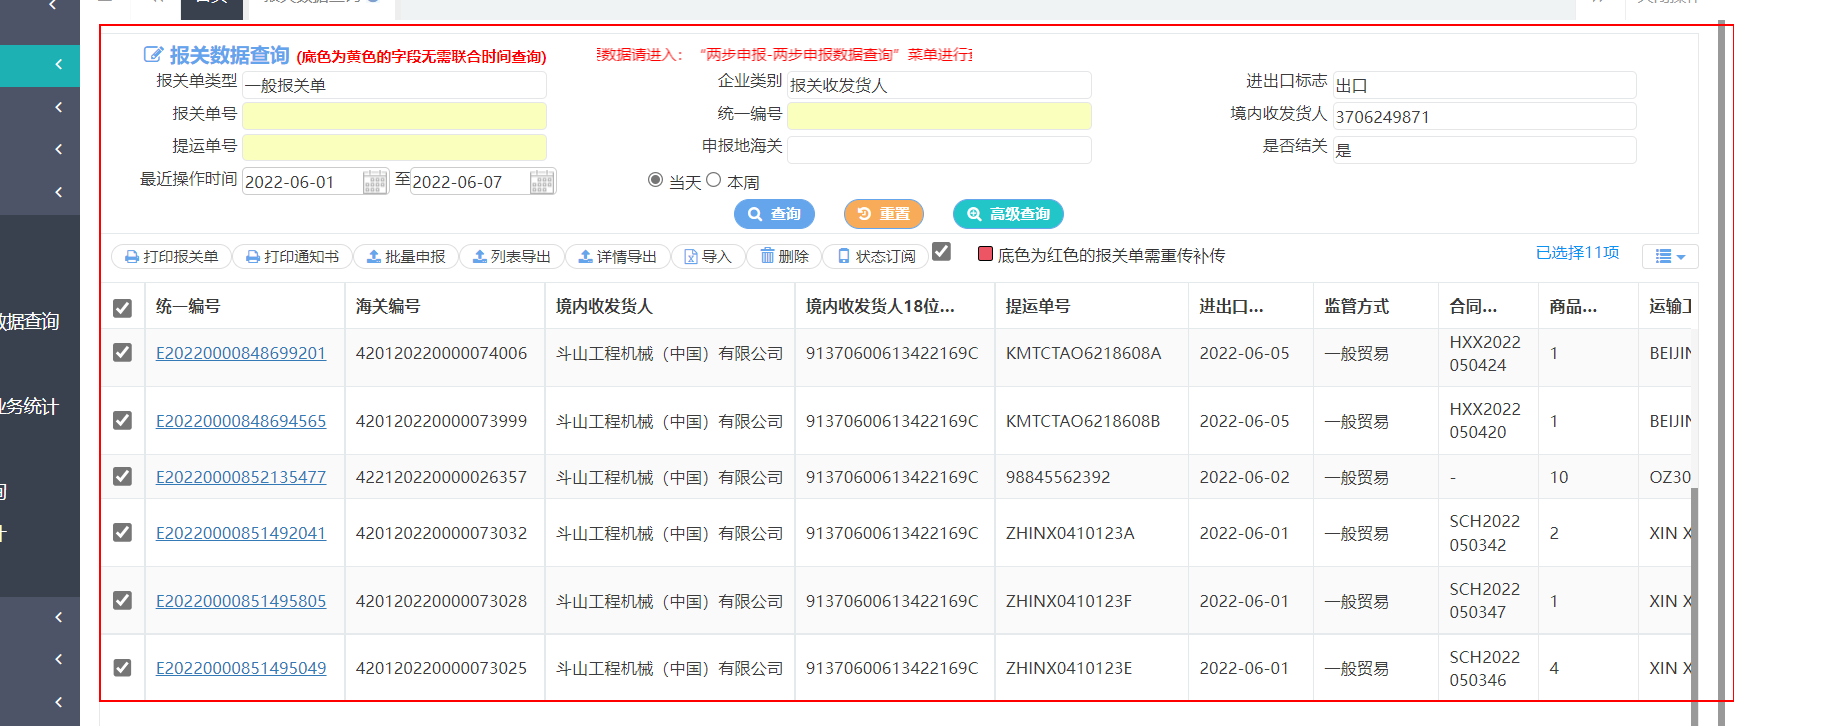 报关数据查询 (底色为黄色的字段无需联合时间查询)
数据请进入：“两步申报-两步申报数据查询”菜单进行
报关单类型 一般报关单 企业类别 报关收发货人 进出口标志 出口
报关单号 统一编号 境内收发货人 3706249871
提运单号 申报地海关 是否结关 是
最近操作时间 2022-06-01 至 2022-06-07 当天 本周
查询 重置 高级查询
打印报关单 打印通知书 批量申报 列表导出 详情导出 导入 删除 状态订阅 底色为红色的报关单需重传补传 已选择11项
统一编号 海关编号 境内收发货人 境内收发货人18位... 提运单号 进出口... 监管方式 合同... 商品... 运输
E20220000848699201 420120220000074006 斗山工程机械（中国）有限公司 91370600613422169C KMTCTAO6218608A 2022-06-05 一般贸易 HXX2022 1 BEIJIN
050424
E20220000848694565 420120220000073999 斗山工程机械（中国）有限公司 91370600613422169C KMTCTAO6218608B 2022-06-05 一般贸易 HXX2022 1 BEIJIN
050420
E20220000852135477 422120220000026357 斗山工程机械（中国）有限公司 91370600613422169C 98845562392 2022-06-02 一般贸易 - 10 OZ30
E20220000851492041 420120220000073032 斗山工程机械（中国）有限公司 91370600613422169C ZHINX0410123A 2022-06-01 一般贸易 SCH2022 2 XIN X
050342
E20220000851495805 420120220000073028 斗山工程机械（中国）有限公司 91370600613422169C ZHINX0410123F 2022-06-01 一般贸易 SCH2022 1 XIN X
050347
E20220000851495049 420120220000073025 斗山工程机械（中国）有限公司 91370600613422169C ZHINX0410123E 2022-06-01 一般贸易 SCH2022 4 XIN X
050346
数据查询
业务统计
询
计